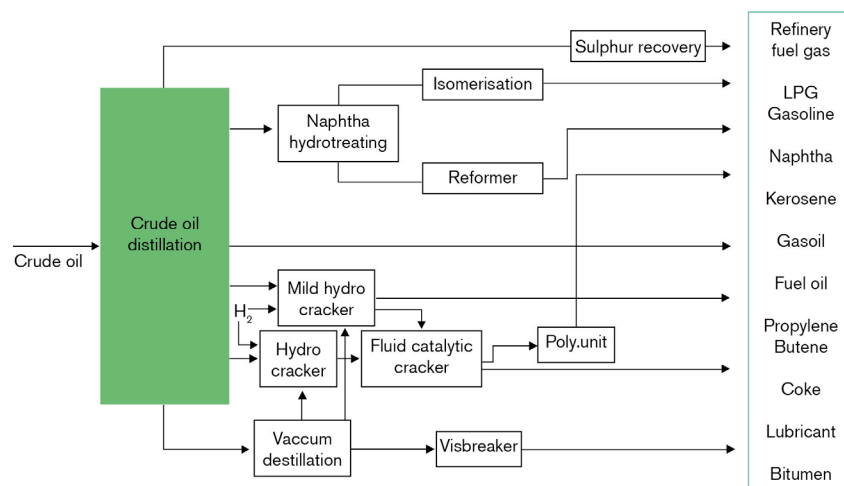 Sulphur recovery
Refinery
fuel gas
Isomerisation
LPG
Gasoline
Naphtha
hydrotreating
Naphtha
Reformer
Kerosene
Crude oil
distillation
Gasoil
Crude oil
Mild hydro
cracker
Fuel oil
H2
Hydro
cracker
Fluid catalytic
cracker
Poly.unit
Propylene
Butene
Coke
Vaccum
destillation
Visbreaker
Lubricant
Bitumen